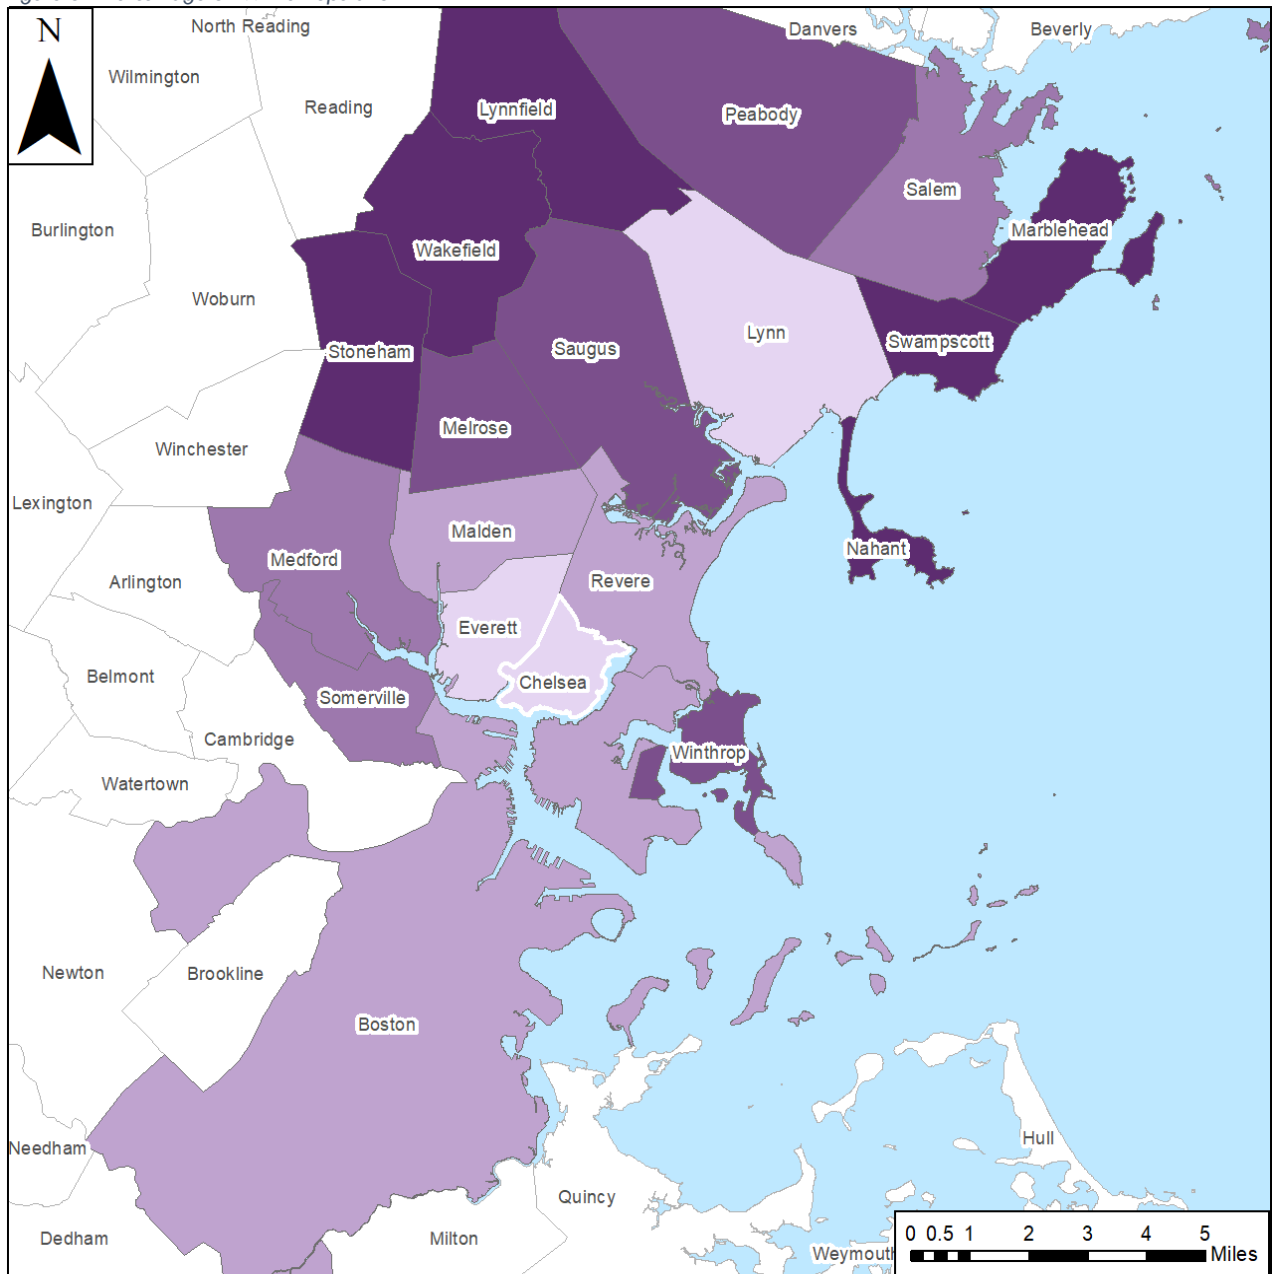 N
North Reading
Danvers
Beverly
Wilmington
Reading
Lynnfield
Peabody
Salem
Burlington
Marblehead
Wakefield
Woburn
Lynn
Swampscott
Stoneham
Saugus
Melrose
Winchester
Lexington
Malden
Nahant
Medford
Arlington
Revere
Everett
Belmont
Chelsea
Somerville
Cambridge
Winthrop
Watertown
Newton
Brookline
Boston
Needham
Hull
Quincy
Dedham
Milton
Weymouth
0 0.5 1 2 3 4 5
Miles